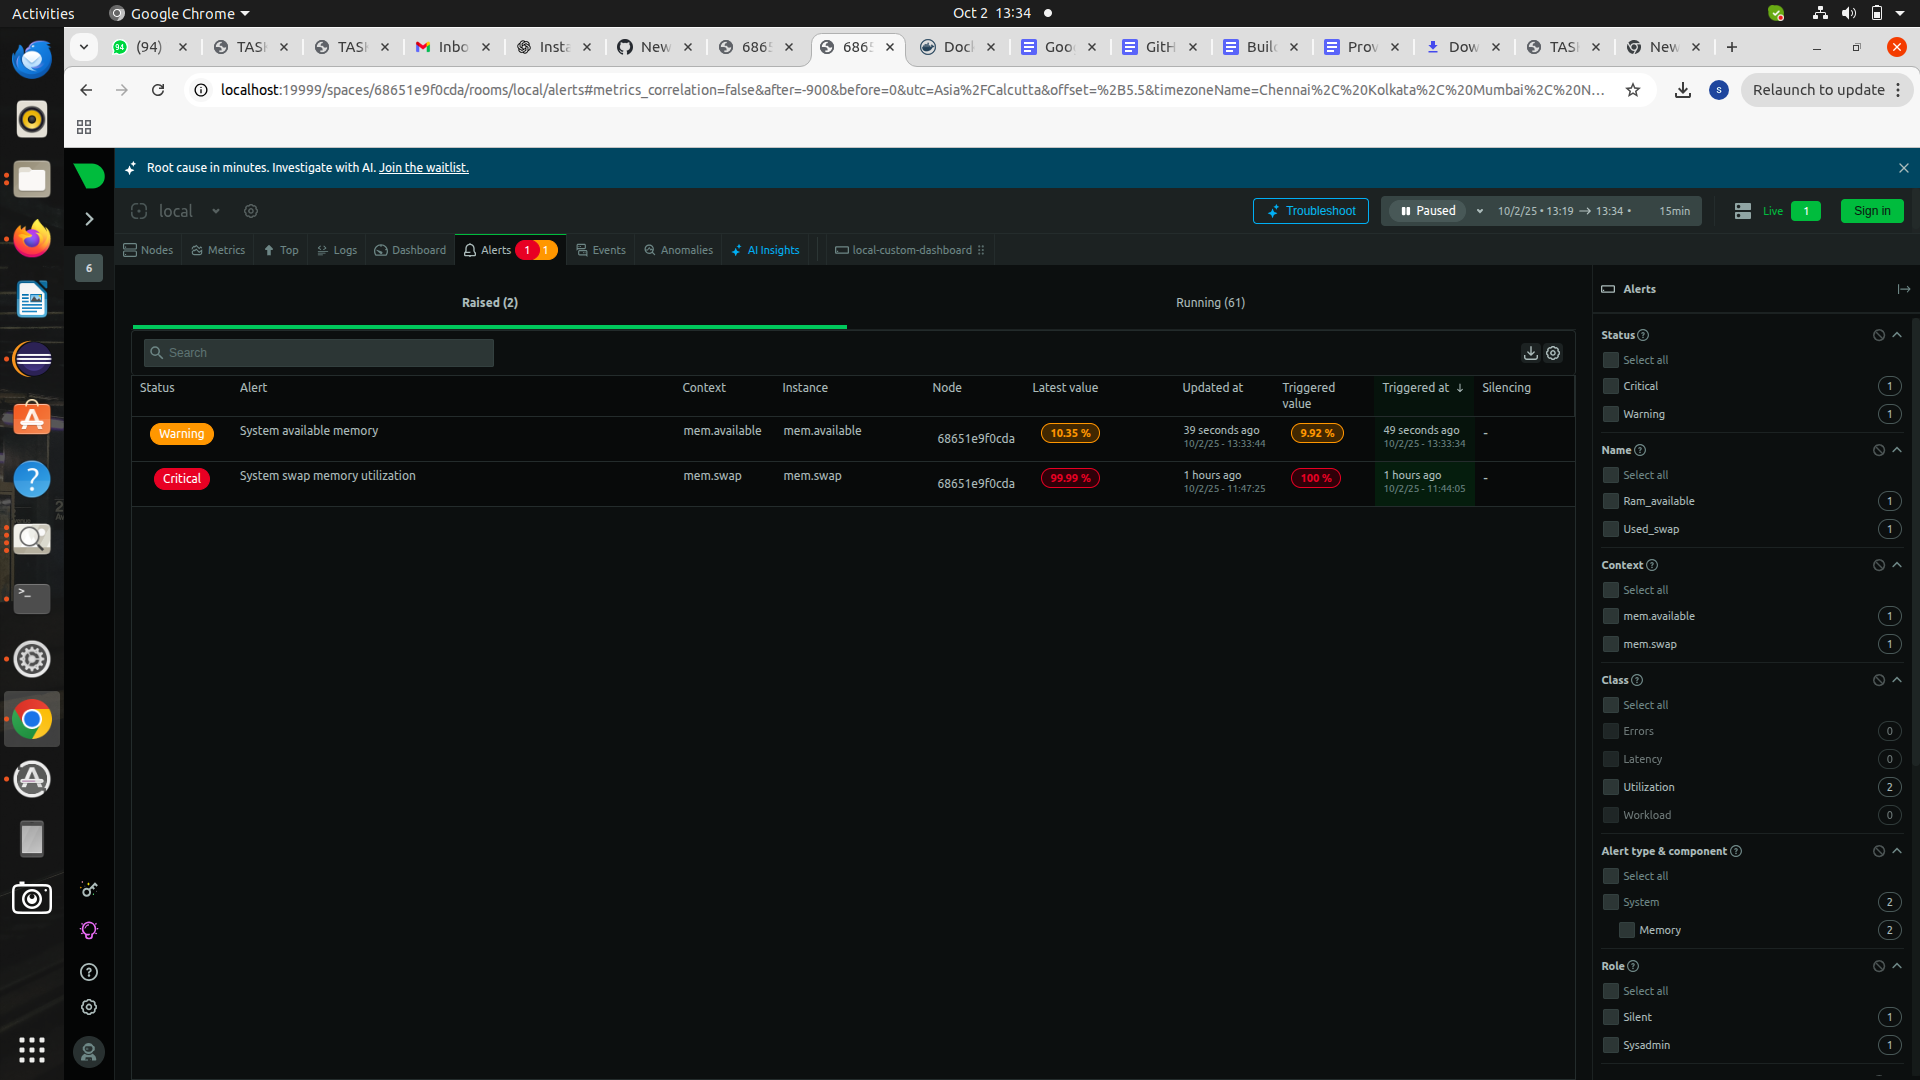 Activities
Google Chrome
Oct 2 13:34
(94)
TASK
TASK
Inbo
Insta
New
6865
6865
Dock
Goo
GitH
Build
Prov
Dow
TASK
New
localhost:19999/spaces/68651e9f0cda/rooms/local/alerts#metrics_correlation=false&after=-900&before=0&utc=Asia%2FCalcutta&offset=%2B5.5&timezoneName=Chennai%2C%20Kolkata%2C%20Mumbai%2C%20N...
S
Relaunch to update
Root cause in minutes. Investigate with AI. Join the waitlist.
local
Troubleshoot
Paused
10/2/25 • 13:19 → 13:34 •
15min
Live
1
Sign in
Nodes
Metrics
Top
Logs
Dashboard
Alerts
1
1
Events
Anomalies
AI Insights
local-custom-dashboard
6
Raised (2)
Running (61)
Search
Status
Alert
Context
Instance
Node
Latest value
Updated at
Triggered value
Triggered at ↓
Silencing
Warning
System available memory
mem.available
mem.available
68651e9f0cda
10.35 %
39 seconds ago
10/2/25 - 13:33:44
9.92 %
49 seconds ago
10/2/25 - 13:33:34
-
Critical
System swap memory utilization
mem.swap
mem.swap
68651e9f0cda
99.99 %
1 hours ago
10/2/25 - 11:47:25
100 %
1 hours ago
10/2/25 - 11:44:05
-
Alerts
Status
Select all
Critical 1
Warning 1
Name
Select all
Ram_available 1
Used_swap 1
Context
Select all
mem.available 1
mem.swap 1
Class
Select all
Errors 0
Latency 0
Utilization 2
Workload 0
Alert type & component
Select all
System 2
Memory 2
Role
Select all
Silent 1
Sysadmin 1